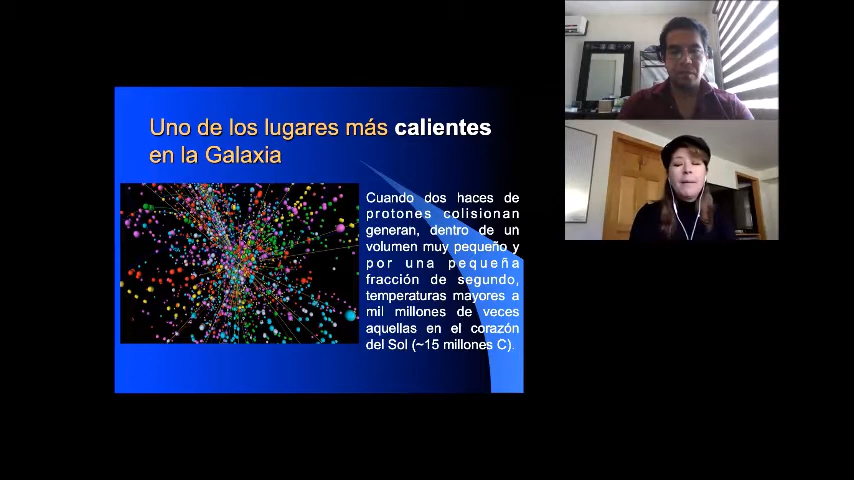 Uno de los lugares más calientes
en la Galaxia
Cuando dos haces de
protones colisionan
generan, dentro de un
volumen muy pequeño y
por una pequeña
fracción de segundo,
temperaturas mayores a
mil millones de veces
aquellas en el corazón
del Sol (~15 millones C).